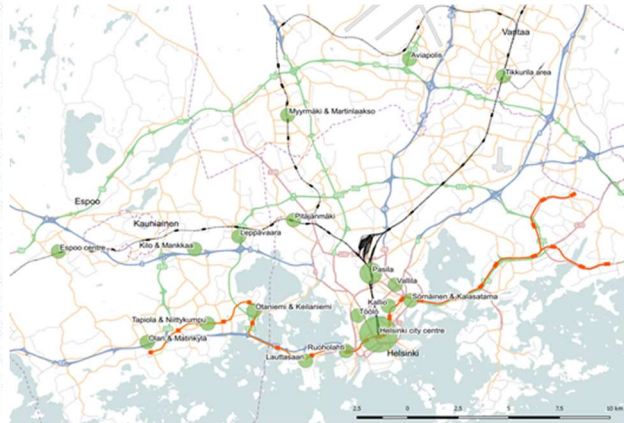 Vantaa
Aviapolis
Tikkurila area
Myyrmäki & Martinlaakso
Espoo
Kauniainen
Pitäjänmäki
Leppävaara
Espoo centre
Kilo & Mankkaa
Pasila
Vallila
Sörnäinen & Kalasatama
Kallio
Otaniemi & Keilaniemi
Töölö
Tapiola & Niittykumpu
Helsinki city centre
Olari & Matinkylä
Ruoholahti
Helsinki
Lauttasaari
2.5 0 2.5 5 7.5 10 km